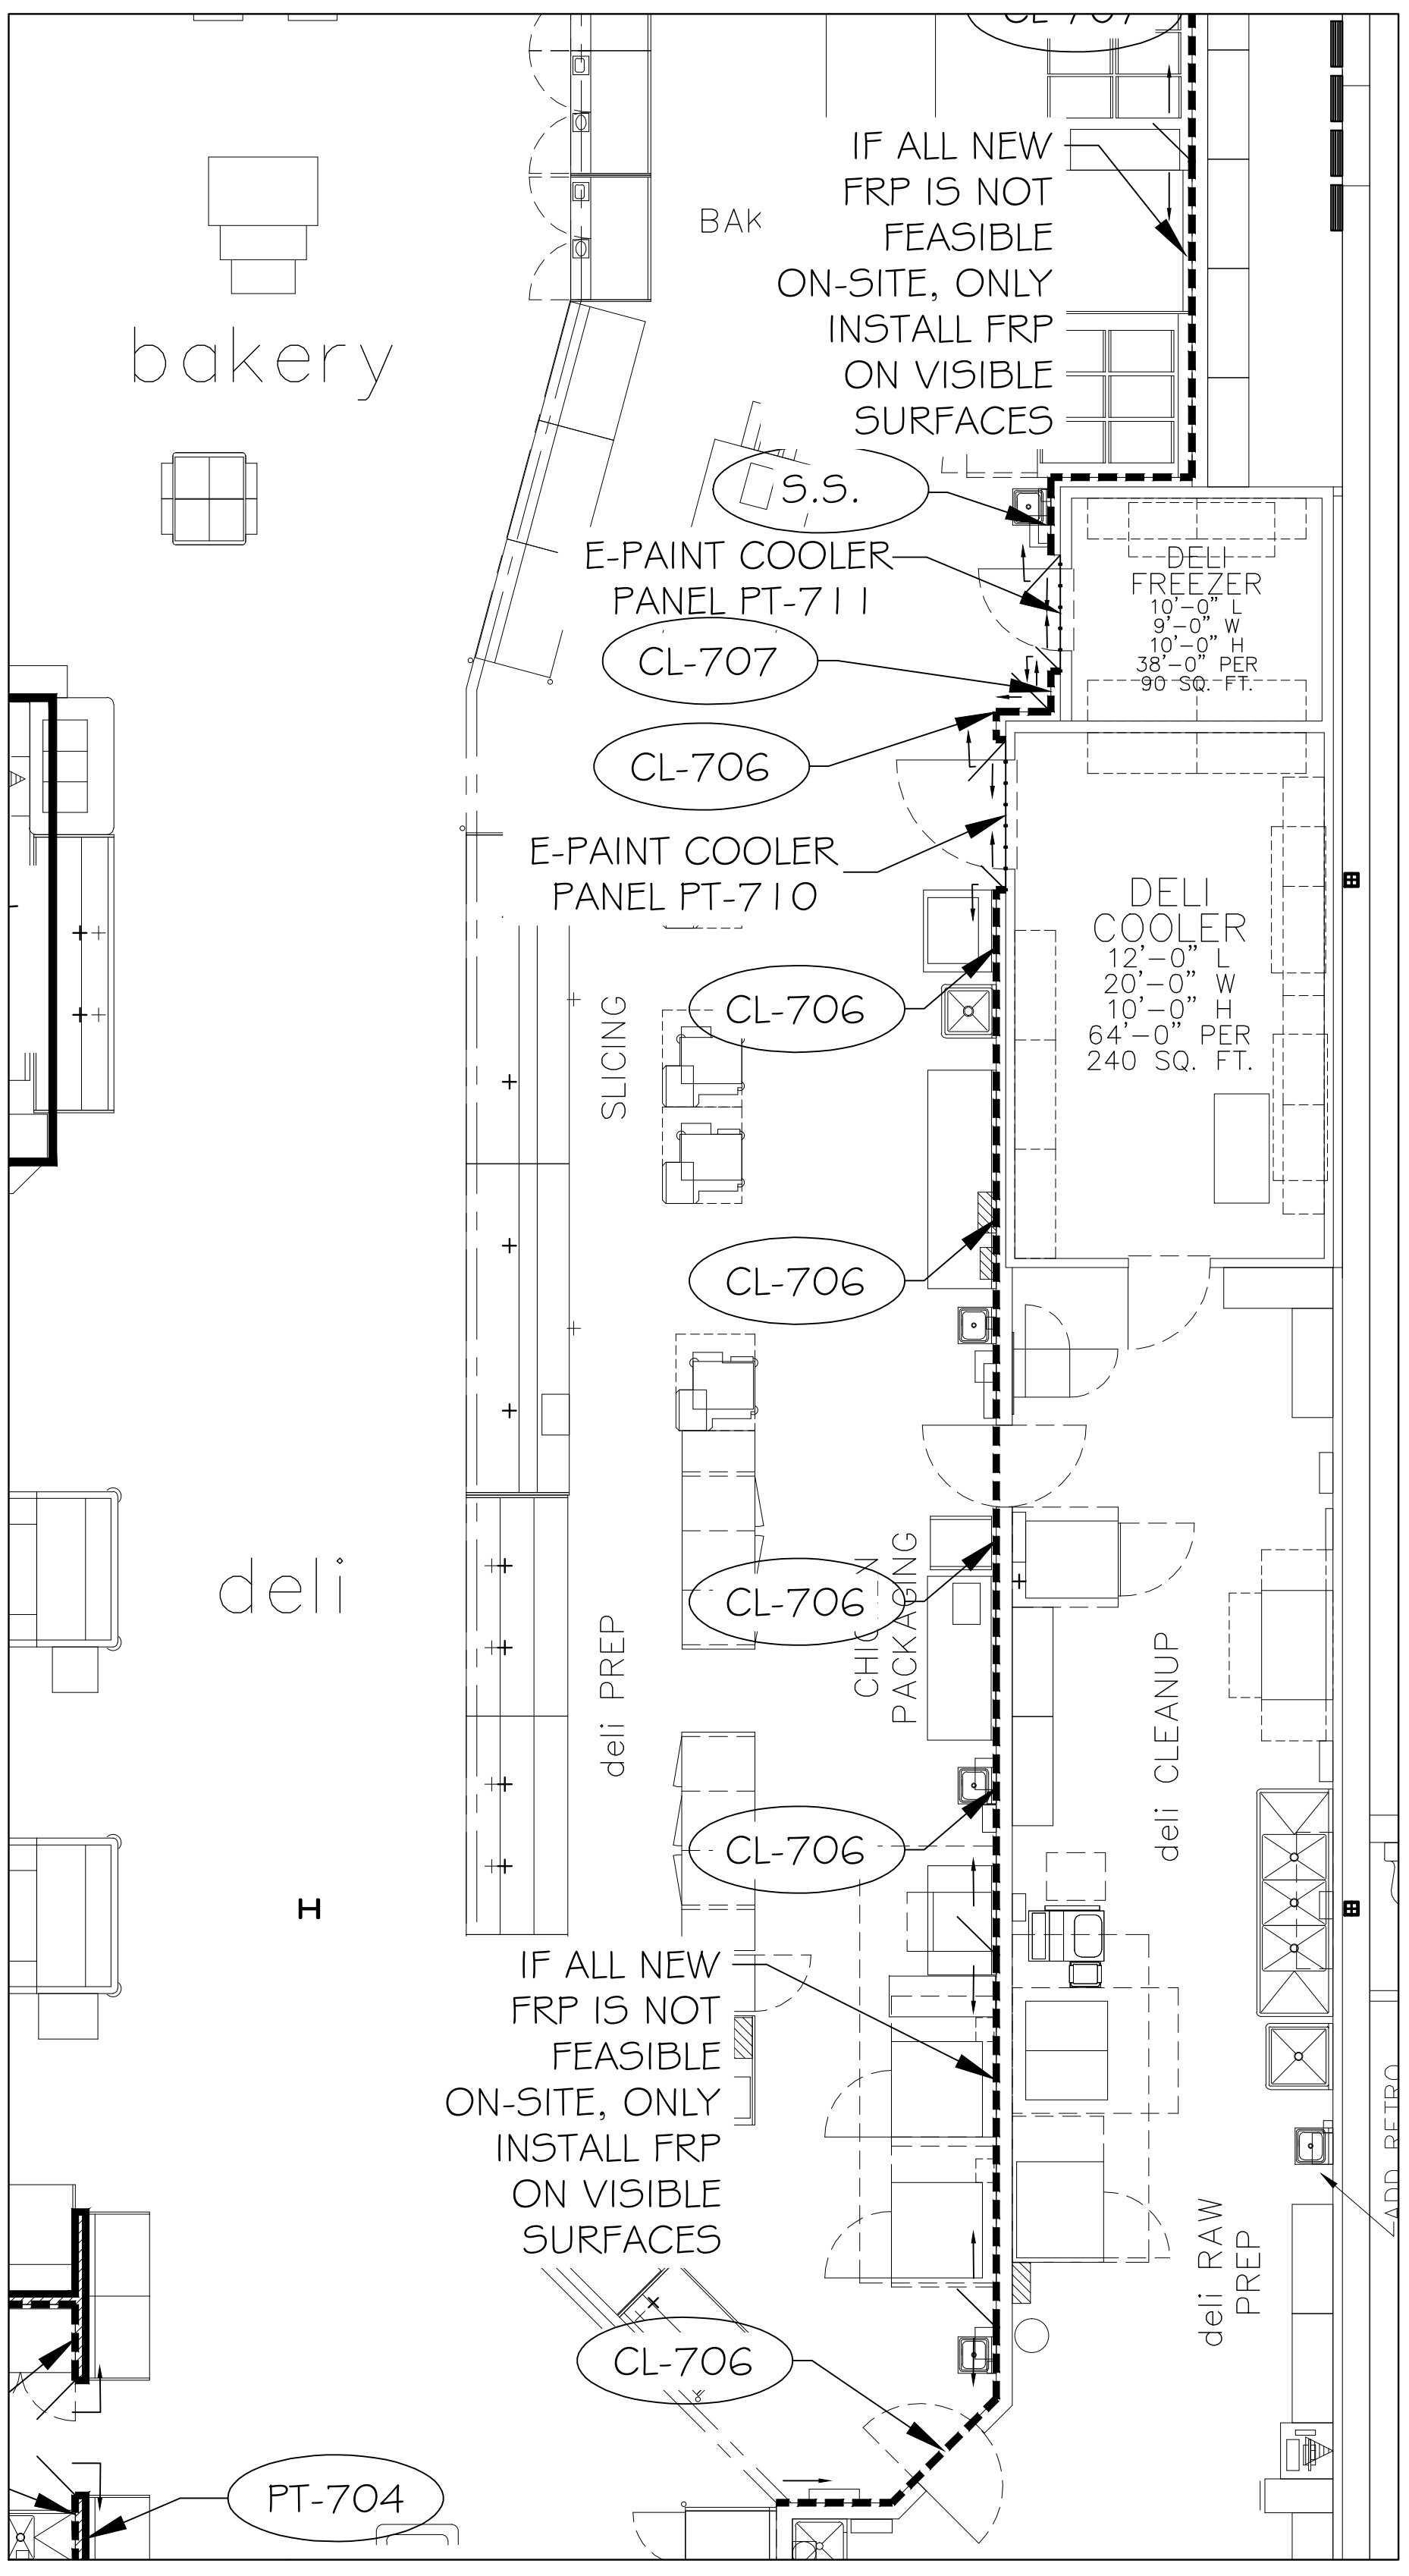 CL-707
IF ALL NEW
FRP IS NOT
FEASIBLE
ON-SITE, ONLY
INSTALL FRP
ON VISIBLE
SURFACES
BAK
bakery
S.S.
E-PAINT COOLER
PANEL PT-711
DELI
FREEZER
10'-0" L
9'-0" W
10'-0" H
38'-0" PER
90 SQ. FT.
CL-707
CL-706
E-PAINT COOLER
PANEL PT-710
DELI
COOLER
12'-0" L
20'-0" W
10'-0" H
64'-0" PER
240 SQ. FT.
CL-706
SLICING
CL-706
deli
CL-706
CHIC N
PACKAGING
deli PREP
deli CLEANUP
CL-706
H
IF ALL NEW
FRP IS NOT
FEASIBLE
ON-SITE, ONLY
INSTALL FRP
ON VISIBLE
SURFACES
ADD RETRO
deli RAW
PREP
CL-706
PT-704